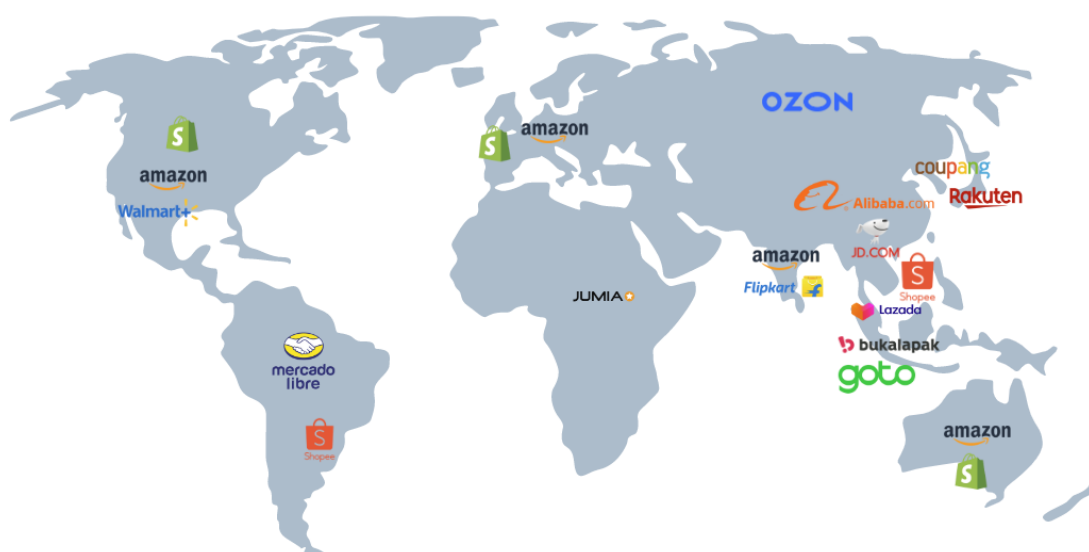 OZON
amazon
S
S
coupang
amazon
Rakuten
Alibaba.com
Walmart+
JD.COM
amazon
Shopee
Flipkart
JUMIA
Lazada
bukalapak
mercado
libre
goto
S
Shopee
amazon
S